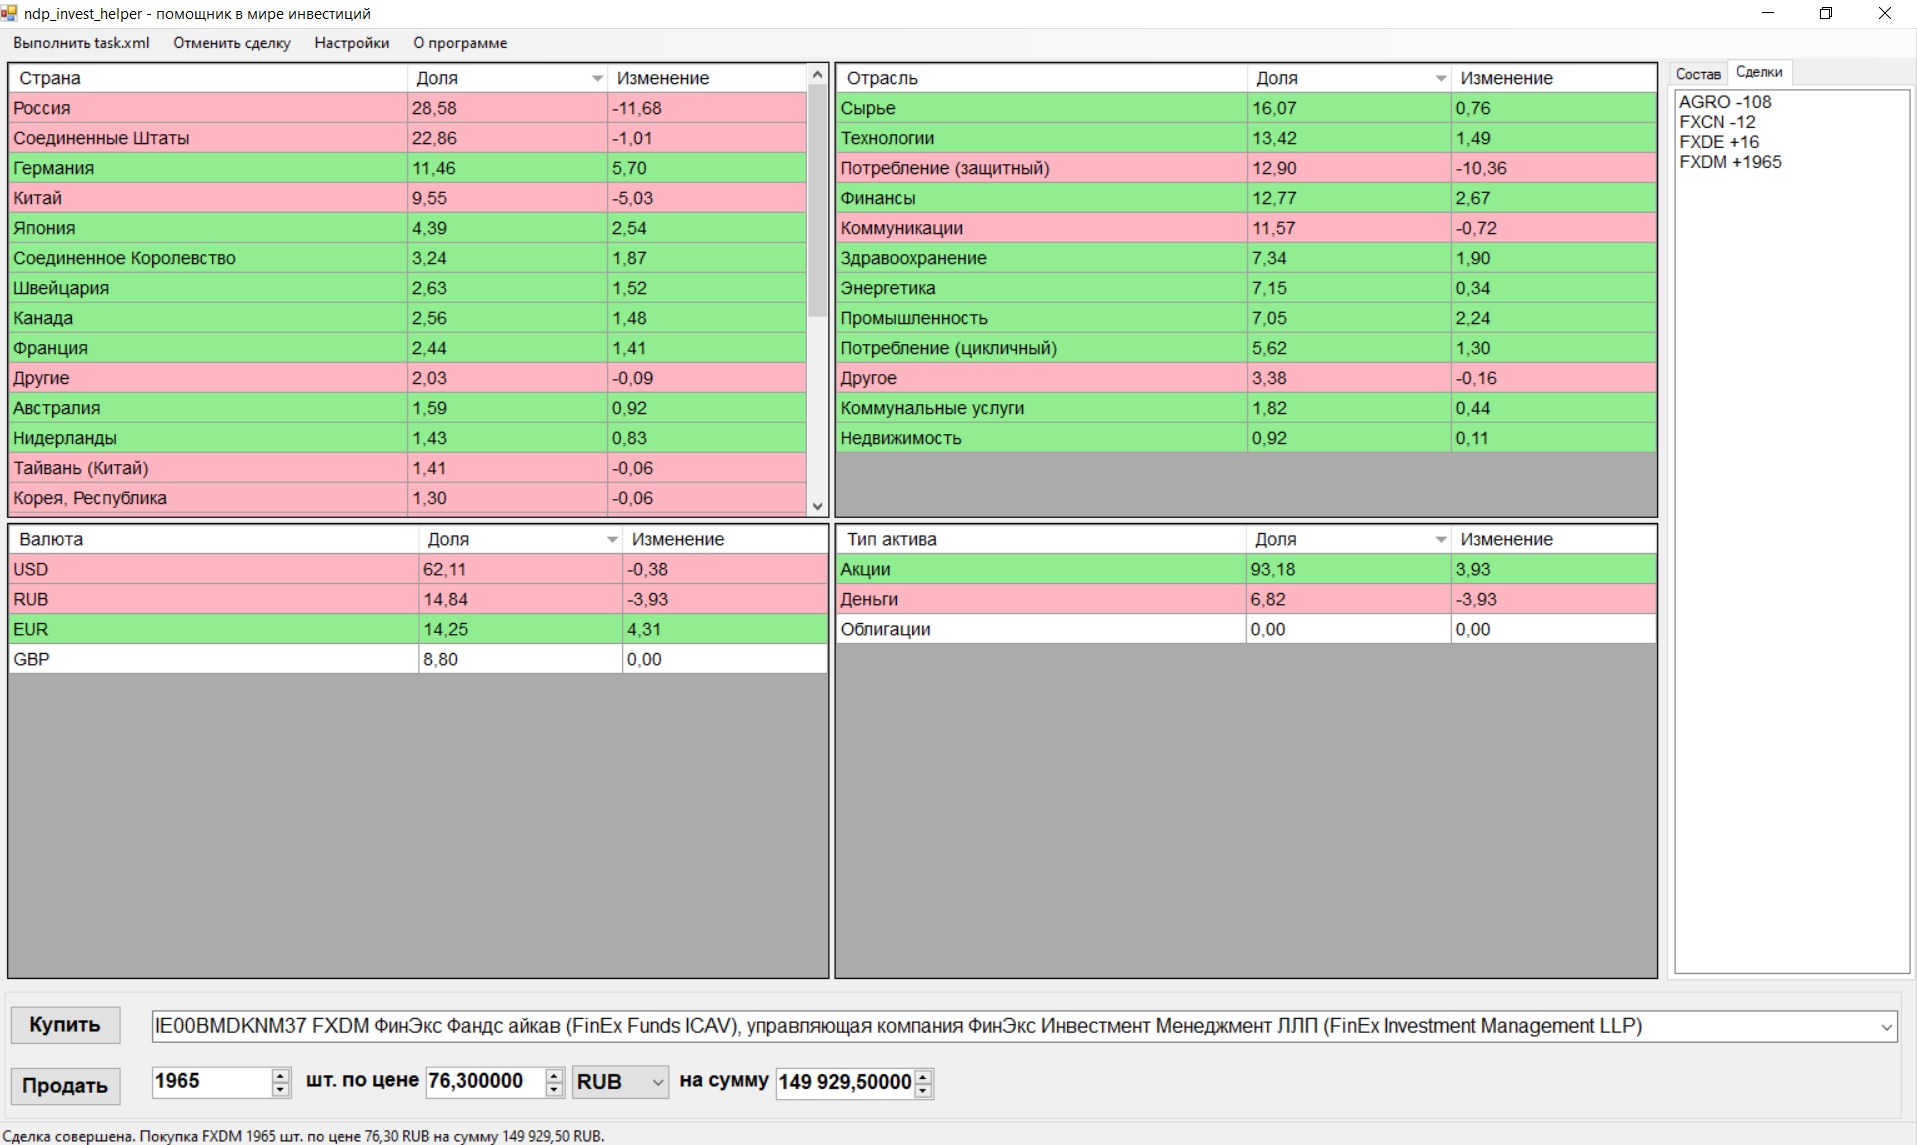 ndp_invest_helper - помощник в мире инвестиций
Выполнить task.xml Отменить сделку Настройки О программе
Страна Доля Изменение
Россия 28,58 -11,68
Соединенные Штаты 22,86 -1,01
Германия 11,46 5,70
Китай 9,55 -5,03
Япония 4,39 2,54
Соединенное Королевство 3,24 1,87
Швейцария 2,63 1,52
Канада 2,56 1,48
Франция 2,44 1,41
Другие 2,03 -0,09
Австралия 1,59 0,92
Нидерланды 1,43 0,83
Тайвань (Китай) 1,41 -0,06
Корея, Республика 1,30 -0,06
Отрасль Доля Изменение
Сырье 16,07 0,76
Технологии 13,42 1,49
Потребление (защитный) 12,90 -10,36
Финансы 12,77 2,67
Коммуникации 11,57 -0,72
Здравоохранение 7,34 1,90
Энергетика 7,15 0,34
Промышленность 7,05 2,24
Потребление (цикличный) 5,62 1,30
Другое 3,38 -0,16
Коммунальные услуги 1,82 0,44
Недвижимость 0,92 0,11
Состав Сделки
AGRO -108
FXCN -12
FXDE +16
FXDM +1965
Валюта Доля Изменение
USD 62,11 -0,38
RUB 14,84 -3,93
EUR 14,25 4,31
GBP 8,80 0,00
Тип актива Доля Изменение
Акции 93,18 3,93
Деньги 6,82 -3,93
Облигации 0,00 0,00
Купить IE00BMDKNM37 FXDM ФинЭкс Фандс айкав (FinEx Funds ICAV), управляющая компания ФинЭкс Инвестмент Менеджмент ЛЛП (FinEx Investment Management LLP)
Продать 1965 шт. по цене 76,300000 RUB на сумму 149 929,50000
Сделка совершена. Покупка FXDM 1965 шт. по цене 76,30 RUB на сумму 149 929,50 RUB.